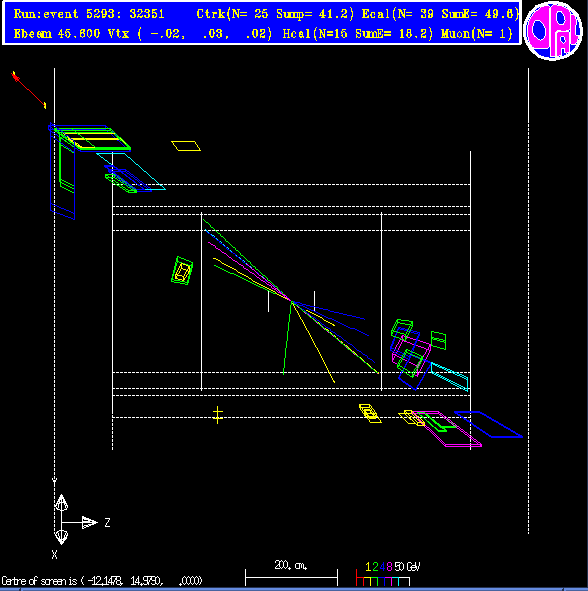 Run:event 5293: 32351 Ctrk(N= 25 Sump= 41.2) Ecal(N= 39 SumE= 49.6)
Ebeam 45.600 Vtx ( -.02, .03, .02) Hcal(N=15 SumE= 18.2) Muon(N= 1)
OPAL
Y
Z
X
200. cm.
1 2 4 8 50 GeV
Centre of screen is ( -12.1478, 14.9750, .0000)